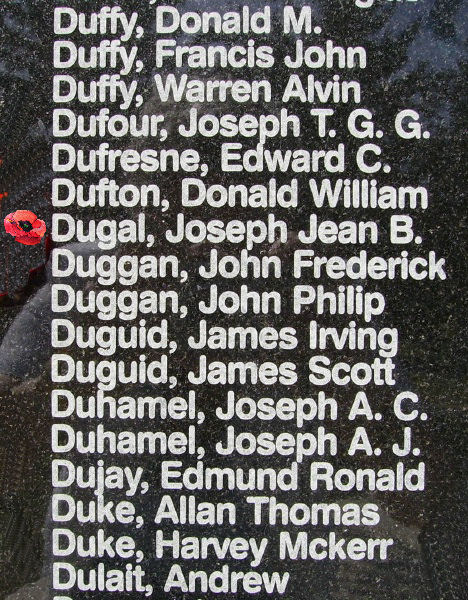 Duffy, Donald M.
Duffy, Francis John
Duffy, Warren Alvin
Dufour, Joseph T. G. G.
Dufresne, Edward C.
Dufton, Donald William
Dugal, Joseph Jean B.
Duggan, John Frederick
Duggan, John Philip
Duguid, James Irving
Duguid, James Scott
Duhamel, Joseph A. C.
Duhamel, Joseph A. J.
Dujay, Edmund Ronald
Duke, Allan Thomas
Duke, Harvey Mckerr
Dulait, Andrew